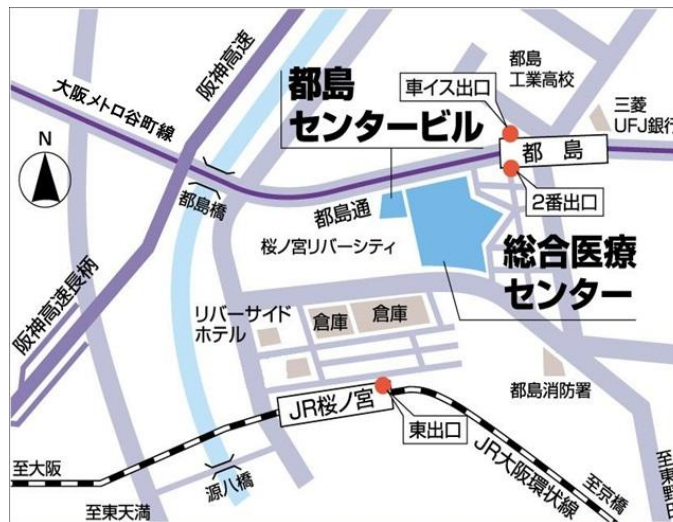 大阪メトロ谷町線
阪神高速
都島
センタービル
都島
工業高校
車イス出口
三菱
UFJ銀行
N
都島
都島橋
都島通
2番出口
桜ノ宮リバーシティ
総合医療
センター
阪神高速長柄
リバーサイド
ホテル
倉庫
倉庫
都島消防署
JR桜ノ宮
東出口
至大阪
源八橋
JR大阪環状線
至京橋
至東野田
至東天満